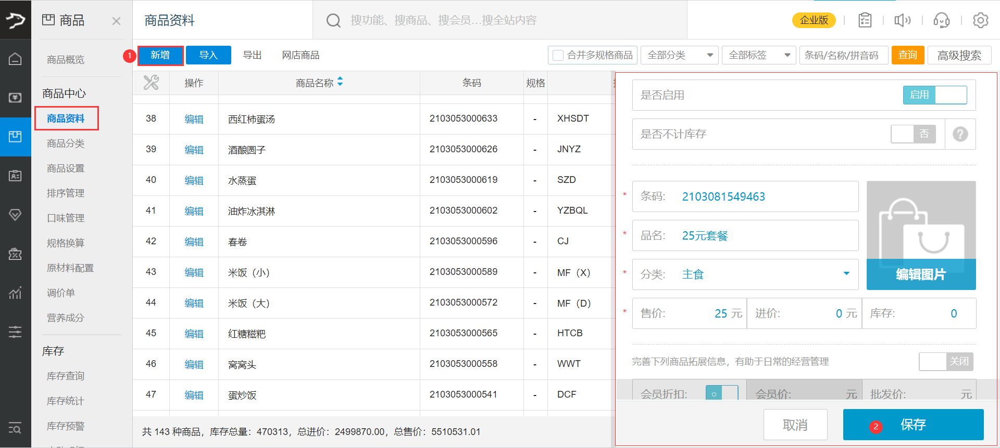 商品
商品资料
搜功能、搜商品、搜会员...搜全站内容
企业版
商品概览
商品中心
商品资料
商品分类
商品设置
排序管理
口味管理
规格换算
原材料配置
调价单
营养成分
库存
库存查询
库存统计
库存预警
1
新增
导入
导出
网店商品
合并多规格商品
全部分类
全部标签
条码/名称/拼音码
查询
高级搜索
操作 商品名称 条码 规格
38 编辑 西红柿蛋汤 2103053000633 - XHSDT
39 编辑 酒酿圆子 2103053000626 - JNYZ
40 编辑 水蒸蛋 2103053000619 - SZD
41 编辑 油炸冰淇淋 2103053000602 - YZBQL
42 编辑 春卷 2103053000596 - CJ
43 编辑 米饭（小） 2103053000589 - MF（X）
44 编辑 米饭（大） 2103053000572 - MF（D）
45 编辑 红糖糍粑 2103053000565 - HTCB
46 编辑 窝窝头 2103053000558 - WWT
47 编辑 蛋炒饭 2103053000541 - DCF
共 143 种商品，库存总量：470313，总进价：2499870.00，总售价：5510531.01
是否启用 启用
是否不计库存 否 ?
* 条码: 2103081549463
* 品名: 25元套餐
* 分类: 主食
编辑图片
* 售价: 25 元 进价: 0 元 库存: 0
完善下列商品拓展信息，有助于日常的经营管理 关闭
会员折扣: 会员价: 元 批发价: 元
取消
2 保存